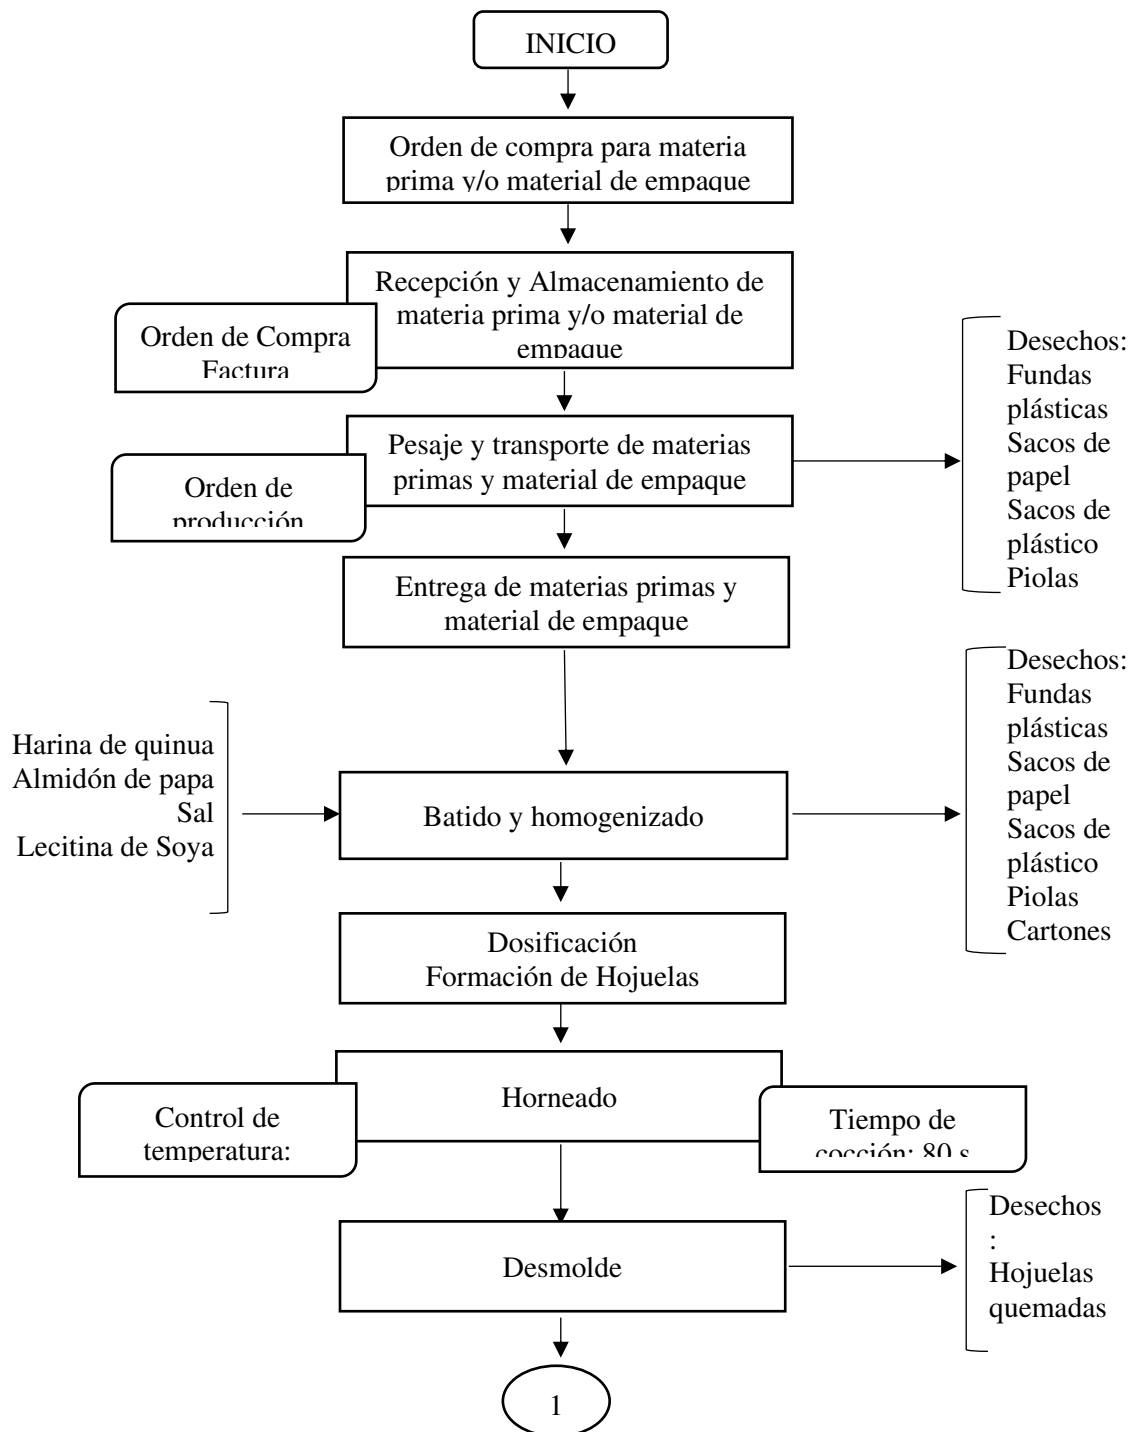 INICIO
Orden de compra para materia
prima y/o material de empaque
Recepción y Almacenamiento de
materia prima y/o material de
empaque
Orden de Compra
Factura
Pesaje y transporte de materias
primas y material de empaque
Orden de
producción
Desechos:
Fundas
plásticas
Sacos de
papel
Sacos de
plástico
Piolas
Entrega de materias primas y
material de empaque
Harina de quinua
Almidón de papa
Sal
Lecitina de Soya
Batido y homogenizado
Desechos:
Fundas
plásticas
Sacos de
papel
Sacos de
plástico
Piolas
Cartones
Dosificación
Formación de Hojuelas
Horneado
Control de
temperatura:
Tiempo de
cocción: 80 s
Desmolde
Desechos
:
Hojuelas
quemadas
1